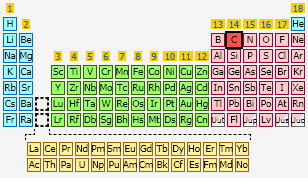 1 18
H 2 13 14 15 16 17 He
Li Be B C N O F Ne
Na Mg 3 4 5 6 7 8 9 10 11 12 Al Si P S Cl Ar
K Ca Sc Ti V Cr Mn Fe Co Ni Cu Zn Ga Ge As Se Br Kr
Rb Sr Y Zr Nb Mo Tc Ru Rh Pd Ag Cd In Sn Sb Te I Xe
Cs Ba Lu Hf Ta W Re Os Ir Pt Au Hg Tl Pb Bi Po At Rn
Fr Ra Lr Rf Db Sg Bh Hs Mt Ds Rg Cn Fl Lv
La Ce Pr Nd Pm Sm Eu Gd Tb Dy Ho Er Tm Yb
Ac Th Pa U Np Pu Am Cm Bk Cf Es Fm Md No